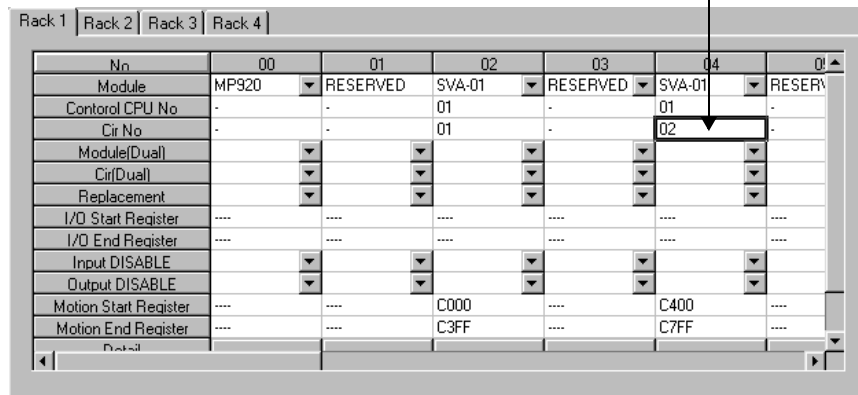 Rack 1 Rack 2 Rack 3 Rack 4
No 00 01 02 03 04
Module MP920 RESERVED SVA-01 RESERVED SVA-01
Contorol CPU No - - 01 - 01 -
Cir No - - 01 - 02 -
Module(Dual)
Cir(Dual)
Replacement
I/O Start Register ---- ---- ---- ---- ---- ----
I/O End Register ---- ---- ---- ---- ---- ----
Input DISABLE
Output DISABLE
Motion Start Register ---- ---- C000 ---- C400 ----
Motion End Register ---- ---- C3FF ---- C7FF ----
Detail